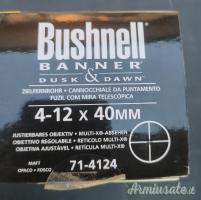 Bushnell
BANNER
DUSK & DAWN
ZIELFERNROHR • CANNOCCHIALE DA PUNTAMENTO
FUZIL COM MIRA TELESCÓPICA
4-12 x 40MM
JUSTIERBARES OBJEKTIV • MULTI-X®-ABSEHEN
OBIETTIVO REGOLABILE • RETICOLO MULTI-X®
OBJETIVA AJUSTÁVEL • RETÍCULA MULTI-X®
MATT
OPACO • FOSCO
71-4124
Armiusate.it